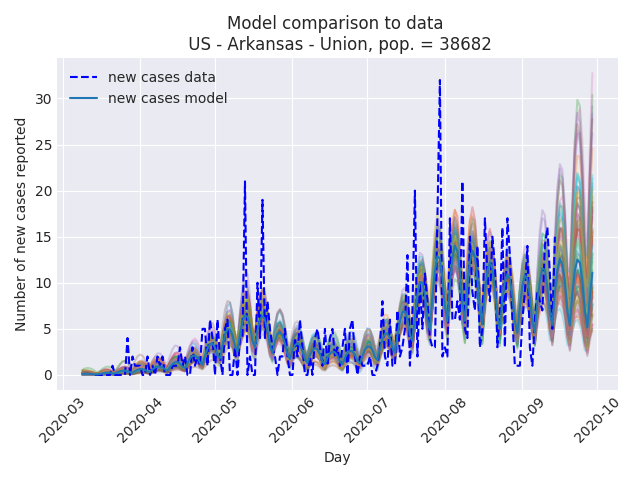 Model comparison to data
US - Arkansas - Union, pop. = 38682
new cases data
new cases model
Number of new cases reported
30
25
20
15
10
5
0
2020-03
2020-04
2020-05
2020-06
2020-07
2020-08
2020-09
2020-10
Day